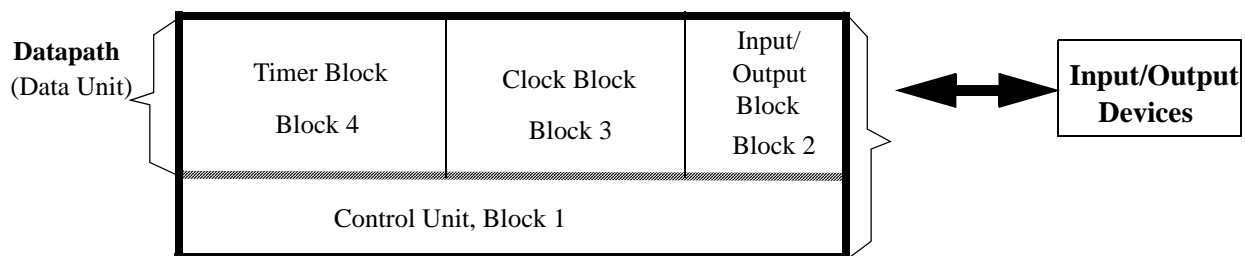 Datapath
(Data Unit)
Timer Block
Block 4
Clock Block
Block 3
Input/
Output
Block
Block 2
Control Unit, Block 1
Input/Output
Devices